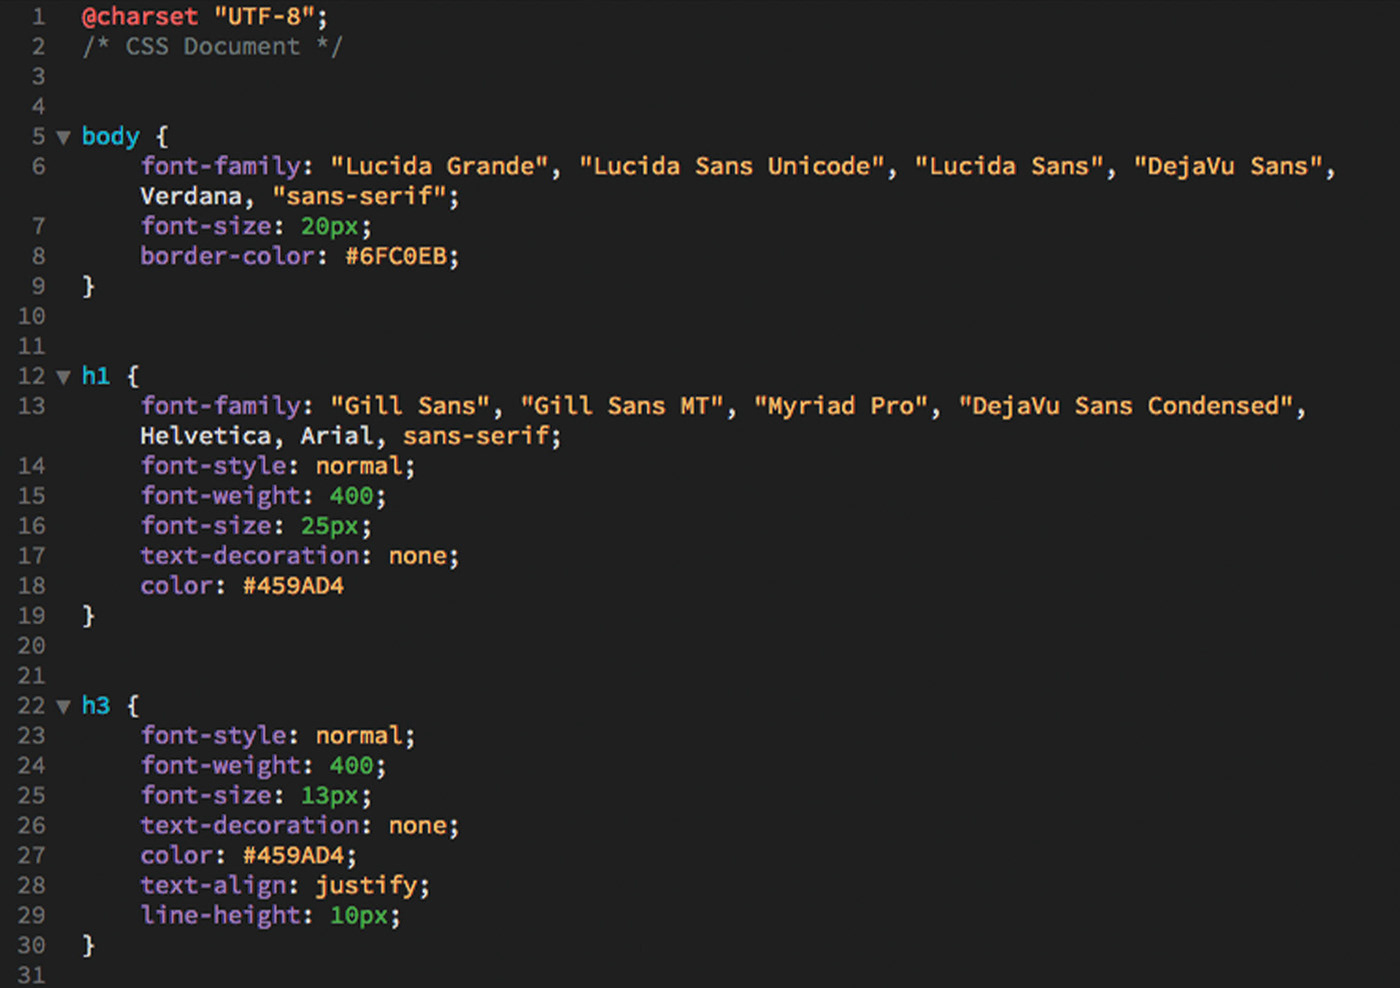 1 @charset "UTF-8";
2 /* CSS Document */
3
4
5 ▼ body {
6 font-family: "Lucida Grande", "Lucida Sans Unicode", "Lucida Sans", "DejaVu Sans",
Verdana, "sans-serif";
7 font-size: 20px;
8 border-color: #6FC0EB;
9 }
10
11
12 ▼ h1 {
13 font-family: "Gill Sans", "Gill Sans MT", "Myriad Pro", "DejaVu Sans Condensed",
Helvetica, Arial, sans-serif;
14 font-style: normal;
15 font-weight: 400;
16 font-size: 25px;
17 text-decoration: none;
18 color: #459AD4
19 }
20
21
22 ▼ h3 {
23 font-style: normal;
24 font-weight: 400;
25 font-size: 13px;
26 text-decoration: none;
27 color: #459AD4;
28 text-align: justify;
29 line-height: 10px;
30 }
31